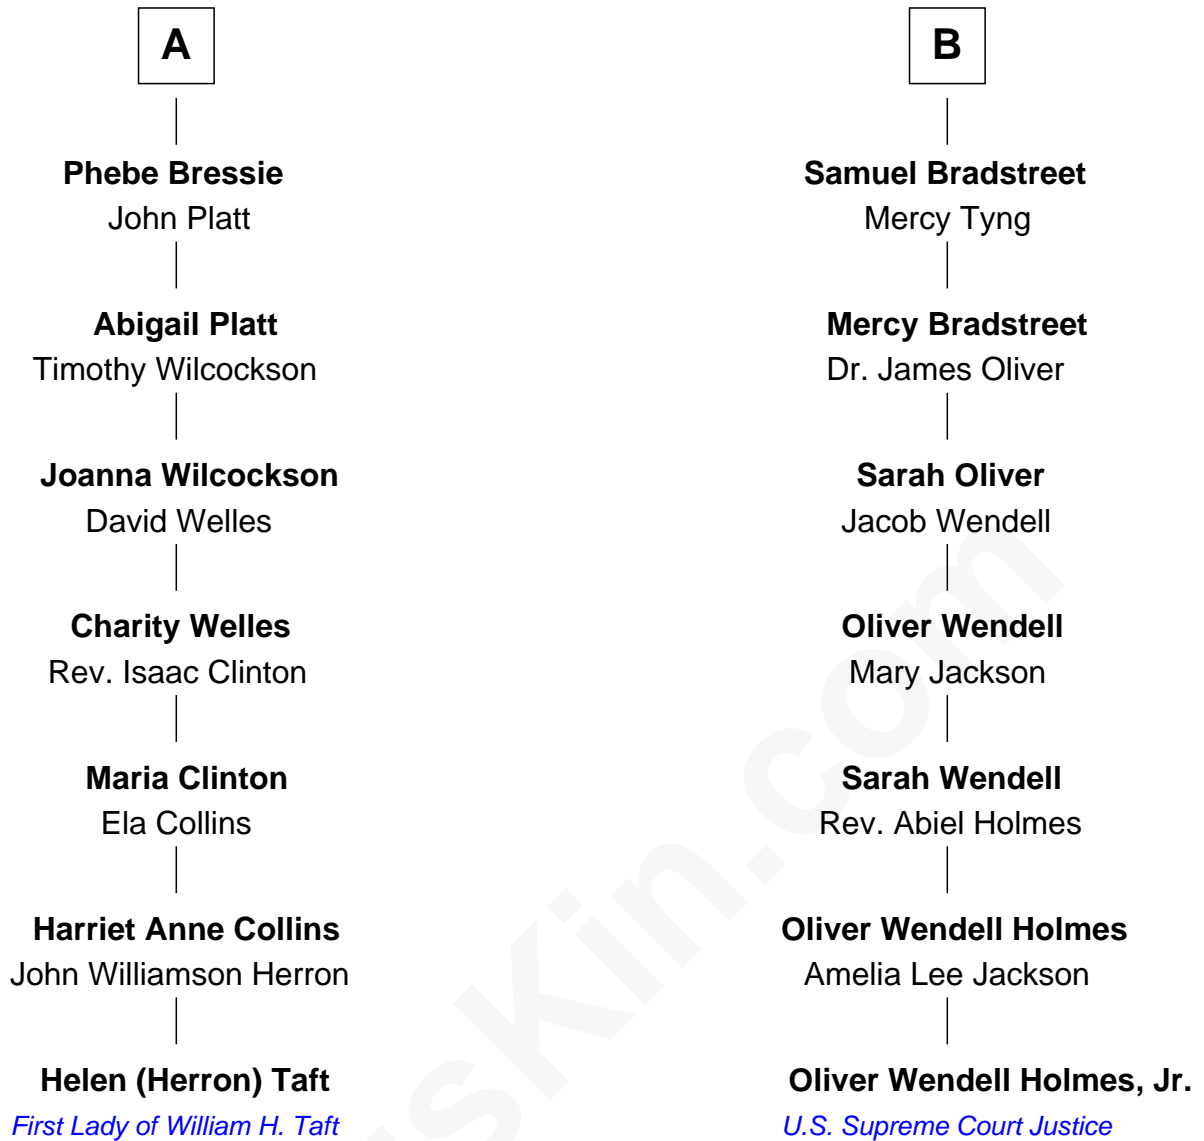 A
Phebe Bressie
John Platt
Abigail Platt
Timothy Wilcockson
Joanna Wilcockson
David Welles
Charity Welles
Rev. Isaac Clinton
Maria Clinton
Ela Collins
Harriet Anne Collins
John Williamson Herron
Helen (Herron) Taft
First Lady of William H. Taft
B
Samuel Bradstreet
Mercy Tyng
Mercy Bradstreet
Dr. James Oliver
Sarah Oliver
Jacob Wendell
Oliver Wendell
Mary Jackson
Sarah Wendell
Rev. Abiel Holmes
Oliver Wendell Holmes
Amelia Lee Jackson
Oliver Wendell Holmes, Jr.
U.S. Supreme Court Justice